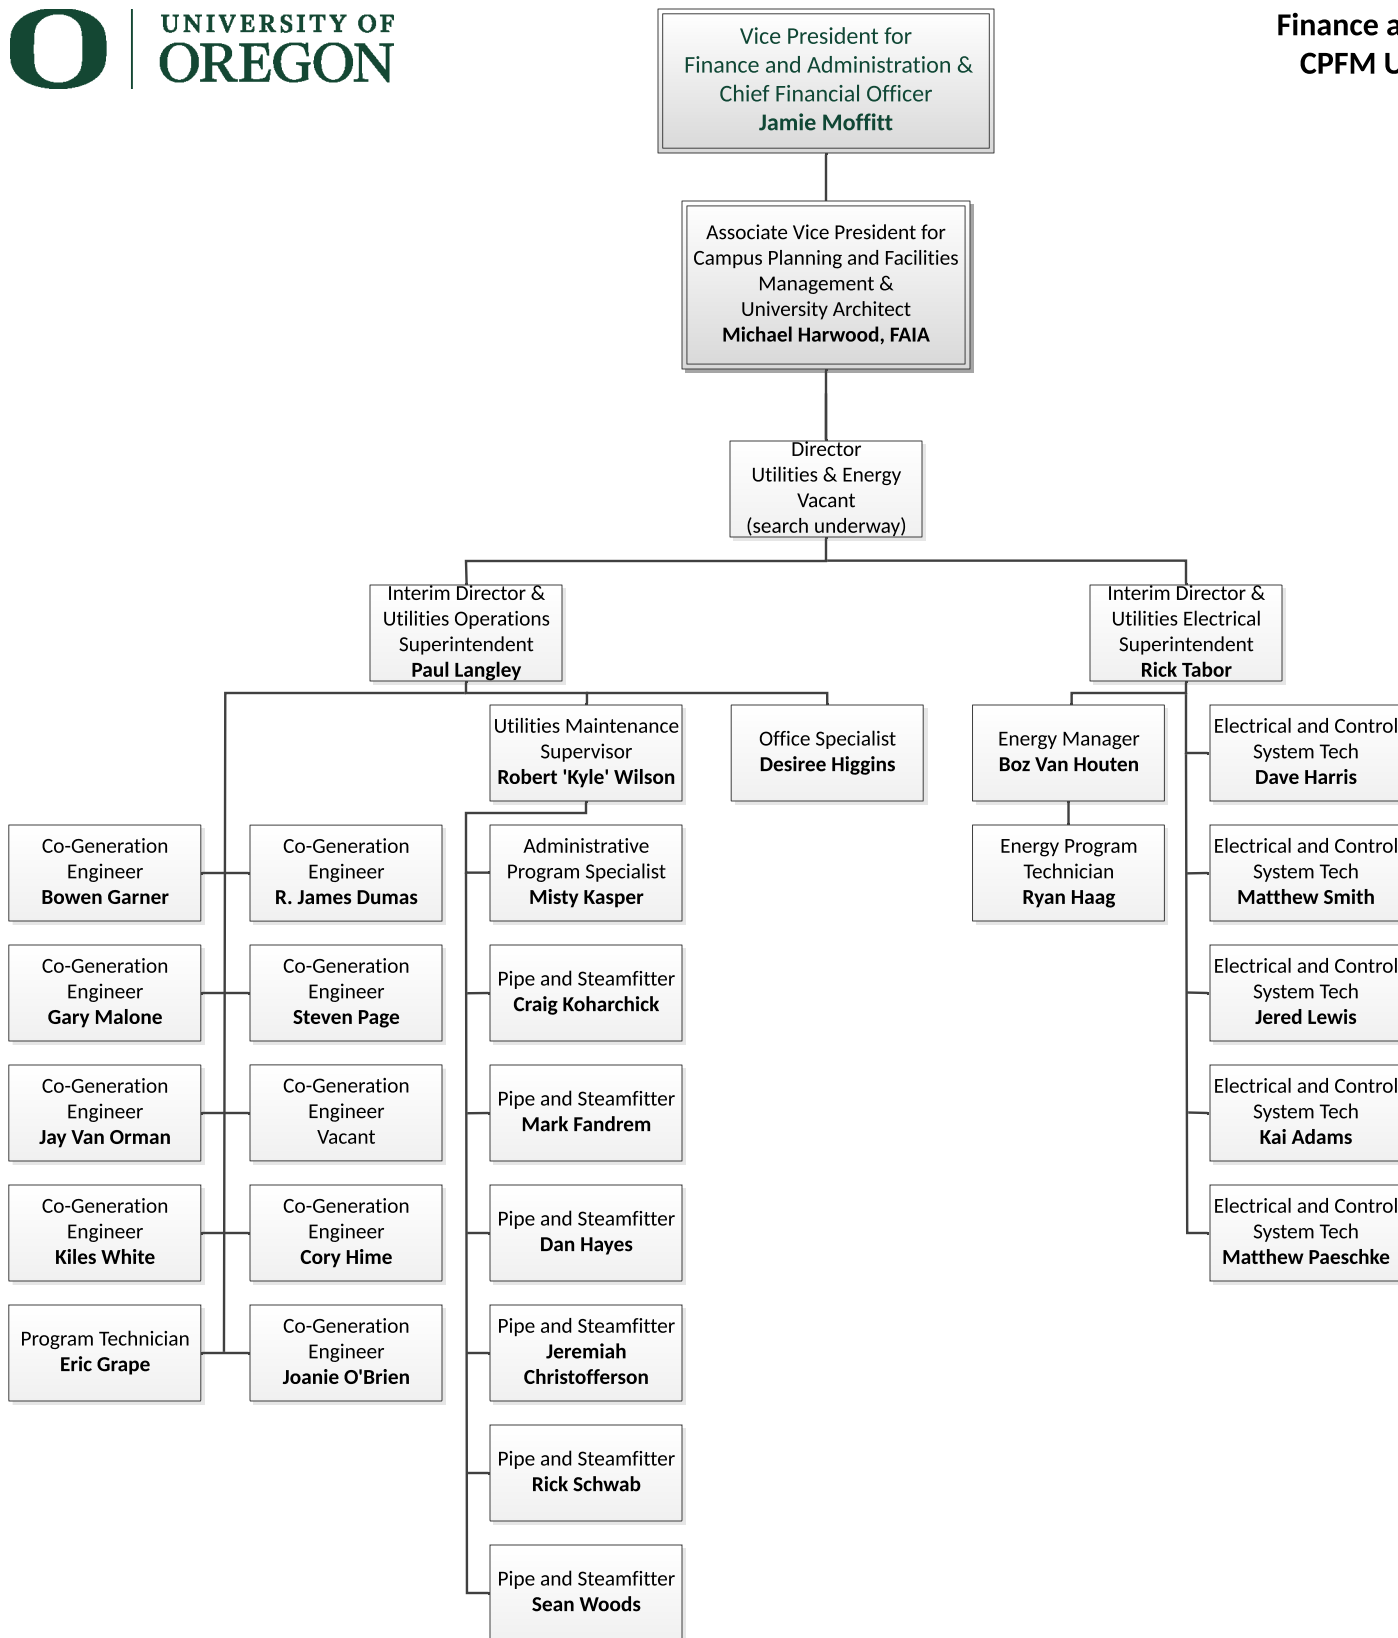 UNIVERSITY OF
OREGON
Vice President for
Finance and Administration &
Chief Financial Officer
Jamie Moffitt
Finance a
CPFM U
Associate Vice President for
Campus Planning and Facilities
Management &
University Architect
Michael Harwood, FAIA
Director
Utilities & Energy
Vacant
(search underway)
Interim Director &
Utilities Operations
Superintendent
Paul Langley
Interim Director &
Utilities Electrical
Superintendent
Rick Tabor
Utilities Maintenance
Supervisor
Robert 'Kyle' Wilson
Office Specialist
Desiree Higgins
Energy Manager
Boz Van Houten
Electrical and Control
System Tech
Dave Harris
Co-Generation
Engineer
Bowen Garner
Co-Generation
Engineer
R. James Dumas
Administrative
Program Specialist
Misty Kasper
Energy Program
Technician
Ryan Haag
Electrical and Control
System Tech
Matthew Smith
Co-Generation
Engineer
Gary Malone
Co-Generation
Engineer
Steven Page
Pipe and Steamfitter
Craig Koharchick
Electrical and Control
System Tech
Jered Lewis
Co-Generation
Engineer
Jay Van Orman
Co-Generation
Engineer
Vacant
Pipe and Steamfitter
Mark Fandrem
Electrical and Control
System Tech
Kai Adams
Co-Generation
Engineer
Kiles White
Co-Generation
Engineer
Cory Hime
Pipe and Steamfitter
Dan Hayes
Electrical and Control
System Tech
Matthew Paeschke
Program Technician
Eric Grape
Co-Generation
Engineer
Joanie O'Brien
Pipe and Steamfitter
Jeremiah
Christofferson
Pipe and Steamfitter
Rick Schwab
Pipe and Steamfitter
Sean Woods